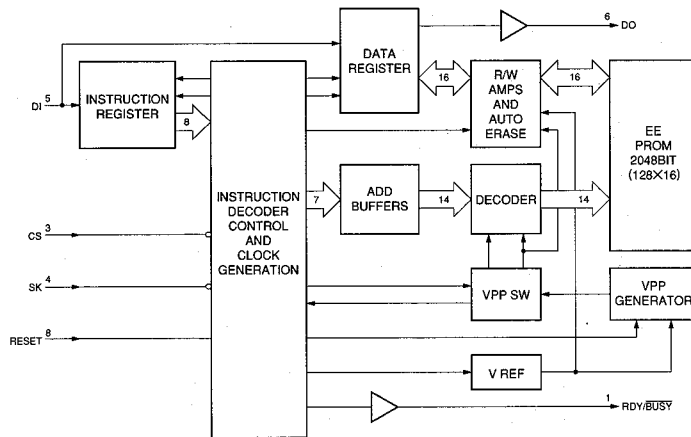 6
DO
DATA
REGISTER
16
R/W
AMPS
AND
AUTO
ERASE
16
EE
PROM
2048BIT
(128×16)
5
DI
INSTRUCTION
REGISTER
8
INSTRUCTION
DECODER
CONTROL
AND
CLOCK
GENERATION
7
ADD
BUFFERS
14
DECODER
14
3
CS
4
SK
VPP SW
VPP
GENERATOR
8
RESET
V REF
1
RDY/BUSY